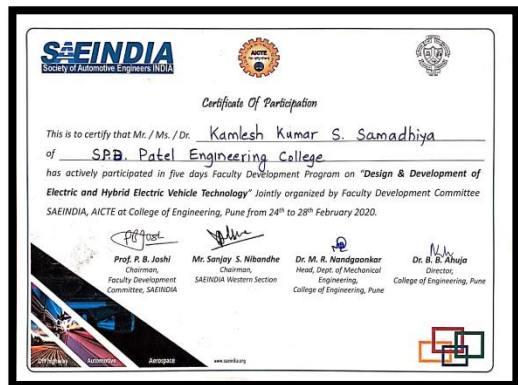 SAEINDIA
Society of Automotive Engineers INDIA
AICTE
Certificate Of Participation
This is to certify that Mr. / Ms. / Dr. Kamlesh Kumar S. Samadhiya
of S.P.B. Patel Engineering College
has actively participated in five days Faculty Development Program on "Design & Development of
Electric and Hybrid Electric Vehicle Technology" Jointly organized by Faculty Development Committee
SAEINDIA, AICTE at College of Engineering, Pune from 24th to 28th February 2020.
Prof. P. B. Joshi
Chairman,
Faculty Development
Committee, SAEINDIA
Mr. Sanjay S. Nibandhe
Chairman,
SAEINDIA Western Section
Dr. M. R. Nandgaonkar
Head, Dept. of Mechanical
Engineering,
College of Engineering, Pune
Dr. B. B. Ahuja
Director,
College of Engineering, Pune
Off highway Automotive Aerospace www.saeindia.org